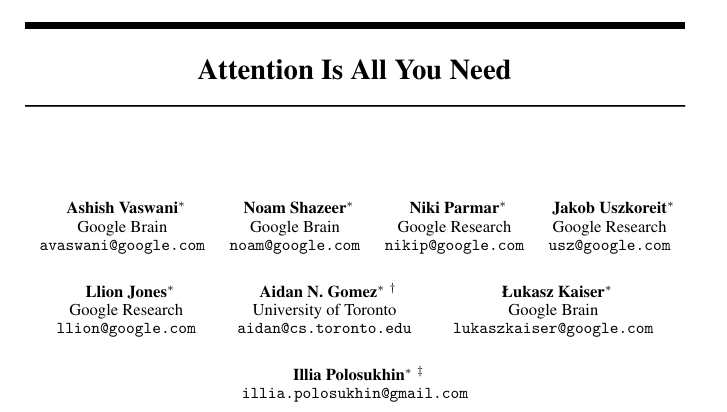 Attention Is All You Need
Ashish Vaswani* Noam Shazeer* Niki Parmar* Jakob Uszkoreit*
Google Brain Google Brain Google Research Google Research
avaswani@google.com noam@google.com nikip@google.com usz@google.com
Llion Jones* Aidan N. Gomez* † Łukasz Kaiser*
Google Research University of Toronto Google Brain
llion@google.com aidan@cs.toronto.edu lukaszkaiser@google.com
Illia Polosukhin* ‡
illia.polosukhin@gmail.com